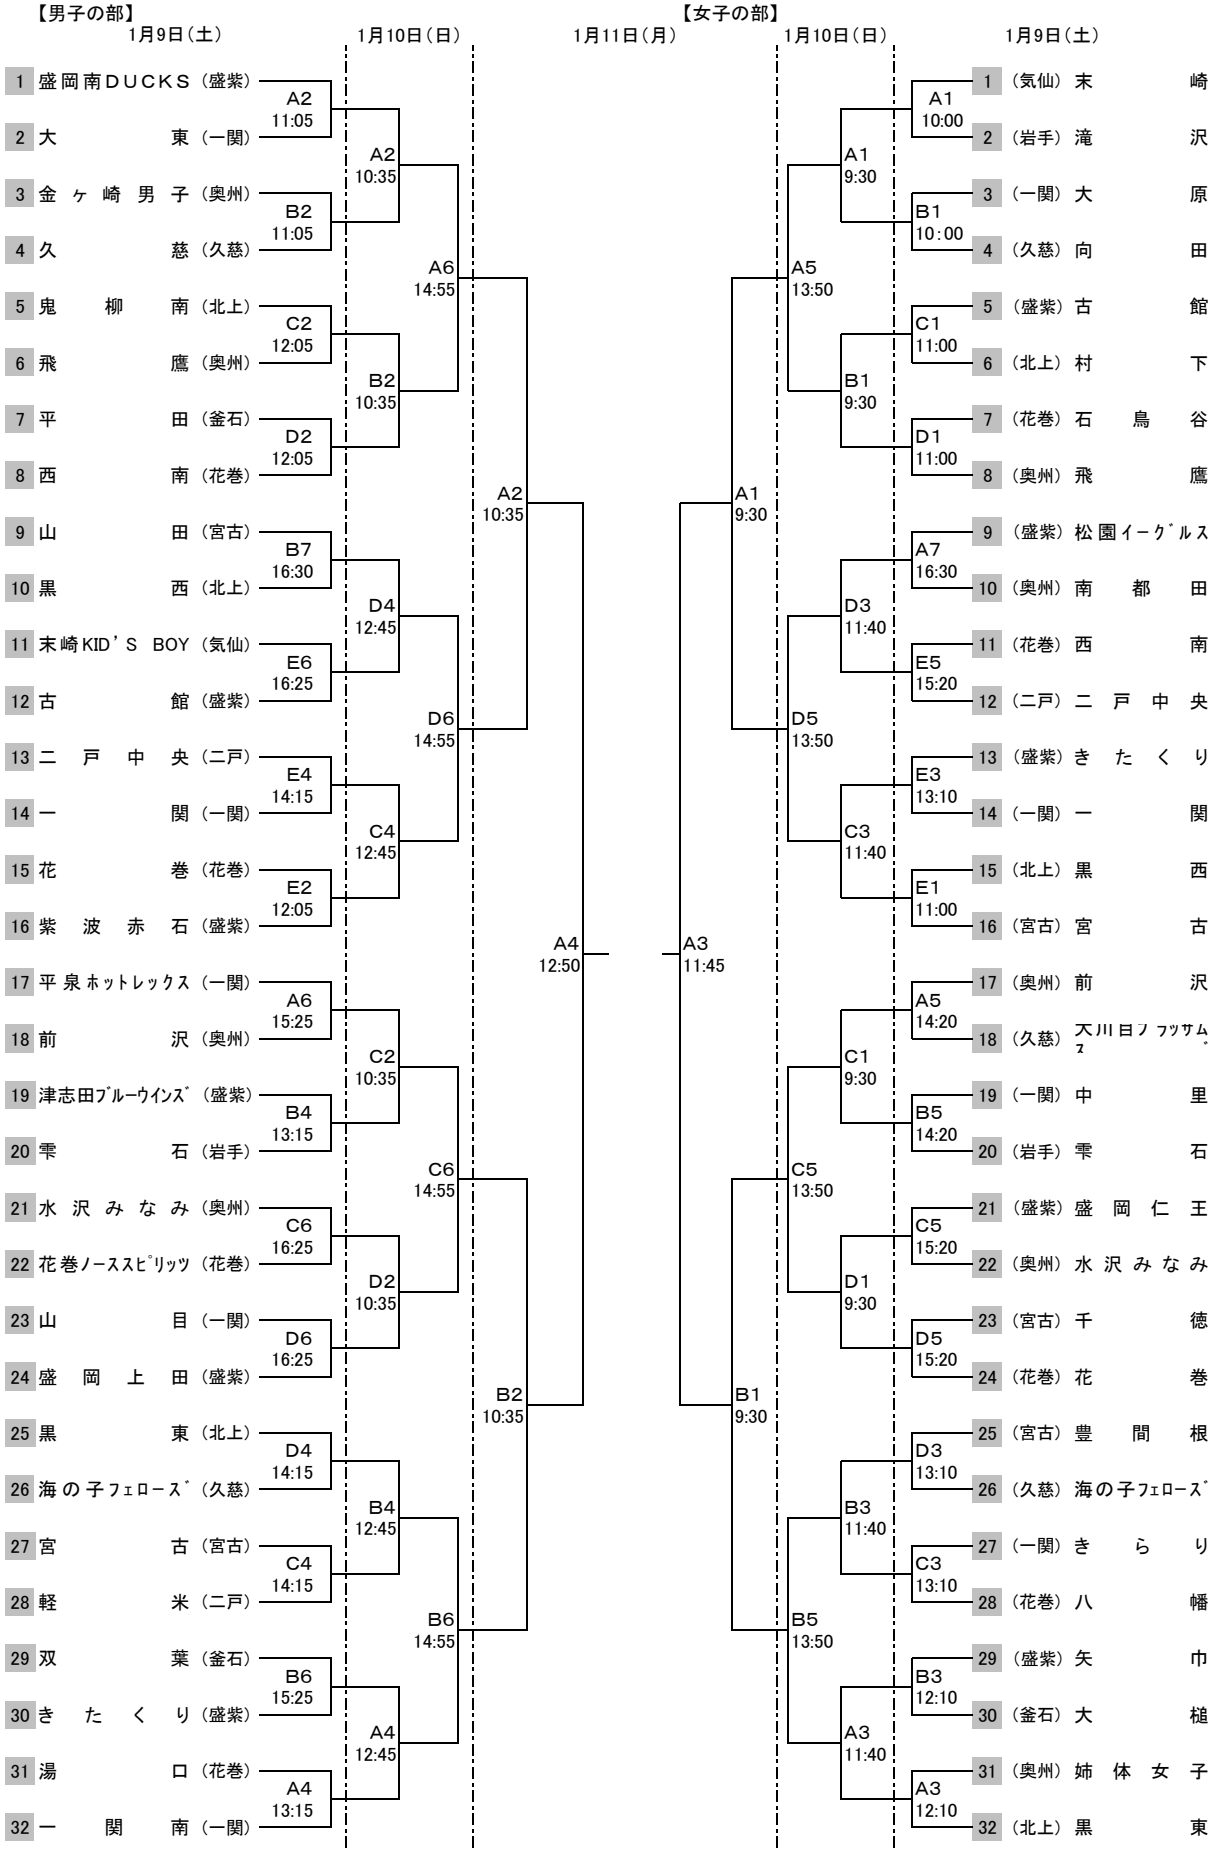 【男子の部】
1月9日(土)
1月10日(日)
1月11日(月)
1 盛岡南DUCKS (盛紫)
A2
11:05
2 大東 (一関)
A2
10:35
3 金ヶ崎男子 (奥州)
B2
11:05
4 久慈 (久慈)
A6
14:55
5 鬼柳南 (北上)
C2
12:05
6 飛鷹 (奥州)
B2
10:35
7 平田 (釜石)
D2
12:05
8 西南 (花巻)
A2
10:35
9 山田 (宮古)
B7
16:30
10 黒西 (北上)
D4
12:45
11 末崎KID'S BOY (気仙)
E6
16:25
12 古館 (盛紫)
D6
14:55
13 二戸中央 (二戸)
E4
14:15
14 一関 (一関)
C4
12:45
15 花巻 (花巻)
E2
12:05
16 紫波赤石 (盛紫)
A4
12:50
17 平泉ホットレックス (一関)
A6
15:25
18 前沢 (奥州)
C2
10:35
19 津志田ブルーウインズ (盛紫)
B4
13:15
20 雫石 (岩手)
C6
14:55
21 水沢みなみ (奥州)
C6
16:25
22 花巻ノーススピリッツ (花巻)
D2
10:35
23 山目 (一関)
D6
16:25
24 盛岡上田 (盛紫)
B2
10:35
25 黒東 (北上)
D4
14:15
26 海の子フェローズ (久慈)
B4
12:45
27 宮古 (宮古)
C4
14:15
28 軽米 (二戸)
B6
14:55
29 双葉 (釜石)
B6
15:25
30 きたくり (盛紫)
A4
12:45
31 湯口 (花巻)
A4
13:15
32 一関南 (一関)
【女子の部】
1月10日(日)
1月9日(土)
1 (気仙) 末崎
A1
10:00
2 (岩手) 滝沢
A1
9:30
3 (一関) 大原
B1
10:00
4 (久慈) 向田
A5
13:50
5 (盛紫) 古館
C1
11:00
6 (北上) 村下
B1
9:30
7 (花巻) 石鳥谷
D1
11:00
8 (奥州) 飛鷹
A1
9:30
9 (盛紫) 松園イーグルス
A7
16:30
10 (奥州) 南都田
D3
11:40
11 (花巻) 西南
E5
15:20
12 (二戸) 二戸中央
D5
13:50
13 (盛紫) きたくり
E3
13:10
14 (一関) 一関
C3
11:40
15 (北上) 黒西
E1
11:00
16 (宮古) 宮古
A3
11:45
17 (奥州) 前沢
A5
14:20
18 (久慈)
C1
9:30
19 (一関) 中里
B5
14:20
20 (岩手) 雫石
C5
13:50
21 (盛紫) 盛岡仁王
C5
15:20
22 (奥州) 水沢みなみ
D1
9:30
23 (宮古) 千徳
D5
15:20
24 (花巻) 花巻
B1
9:30
25 (宮古) 豊間根
D3
13:10
26 (久慈) 海の子フェローズ
B3
11:40
27 (一関) きらり
C3
13:10
28 (花巻) 八幡
B5
13:50
29 (盛紫) 矢巾
B3
12:10
30 (釜石) 大槌
A3
11:40
31 (奥州) 姉体女子
A3
12:10
32 (北上) 黒東